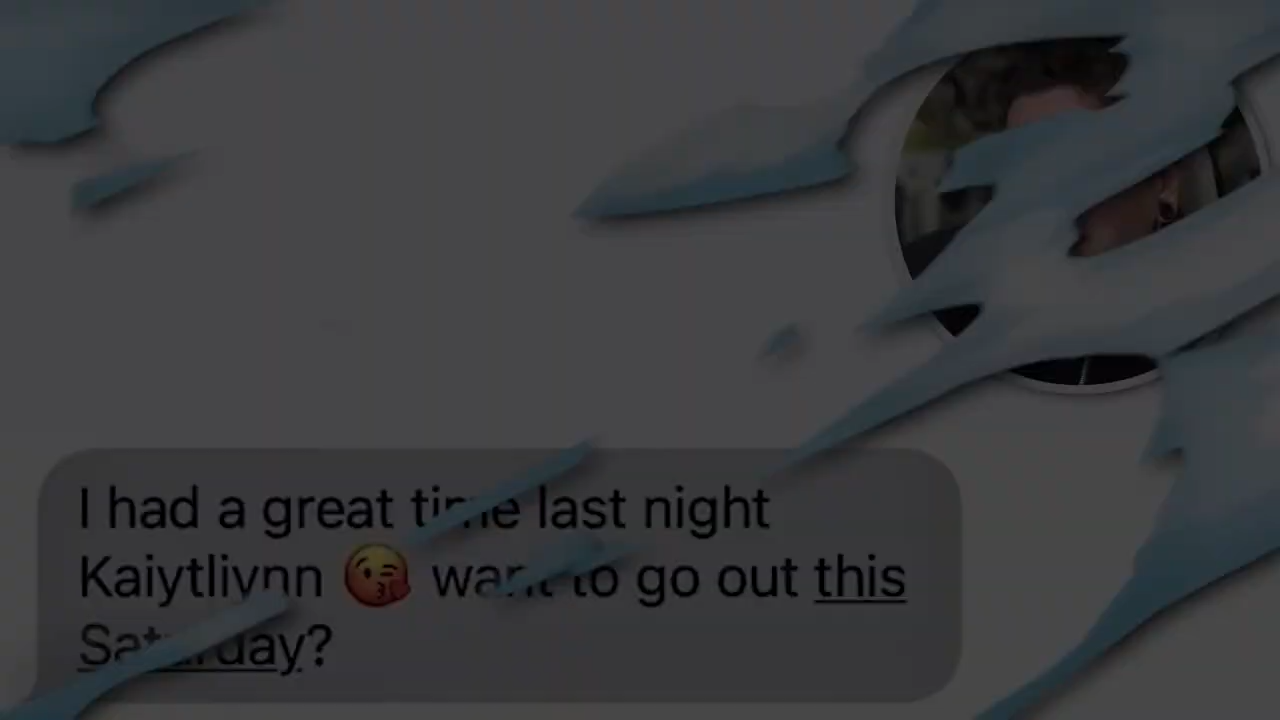 I had a great time last night
Kaiytlivnn 😘 want to go out this
Saturday?